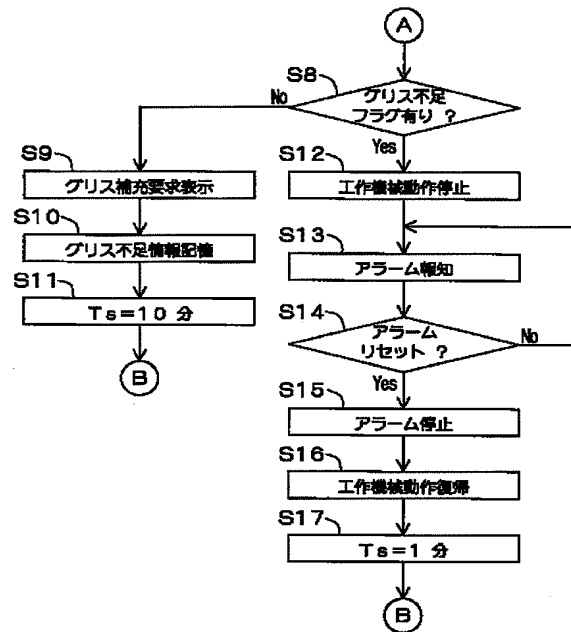 A
S8
グリス不足
フラグ有り ?
No
Yes
S9
グリス補充要求表示
S10
グリス不足情報記憶
S11
Ts=10 分
B
S12
工作機械動作停止
S13
アラーム報知
S14
アラーム
リセット ?
No
Yes
S15
アラーム停止
S16
工作機械動作復帰
S17
Ts=1 分
B